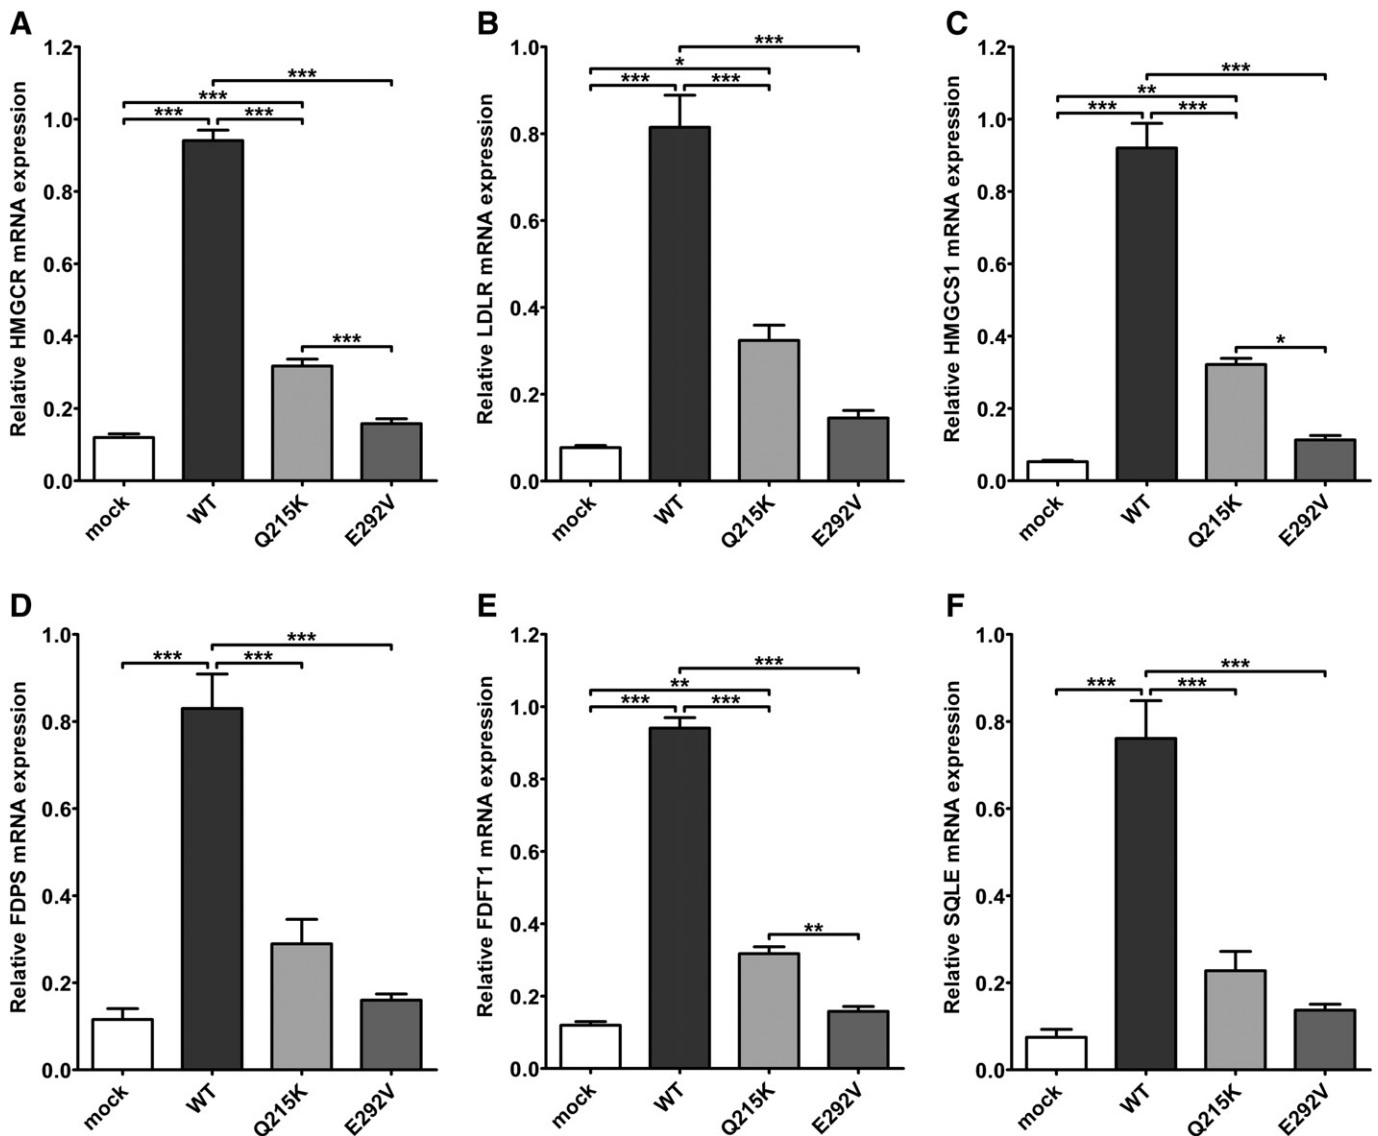 A
Relative HMGCR mRNA expression
1.2
1.0
0.8
0.6
0.4
0.2
0.0
***
***
***
***
***
mock
WT
Q215K
E292V
B
Relative LDLR mRNA expression
1.0
0.8
0.6
0.4
0.2
0.0
***
*
***
***
mock
WT
Q215K
E292V
C
Relative HMGCS1 mRNA expression
1.2
1.0
0.8
0.6
0.4
0.2
0.0
***
**
***
***
*
mock
WT
Q215K
E292V
D
Relative FDPS mRNA expression
1.0
0.8
0.6
0.4
0.2
0.0
***
***
***
mock
WT
Q215K
E292V
E
Relative FDFT1 mRNA expression
1.2
1.0
0.8
0.6
0.4
0.2
0.0
***
**
***
***
**
mock
WT
Q215K
E292V
F
Relative SQLE mRNA expression
1.0
0.8
0.6
0.4
0.2
0.0
***
***
***
mock
WT
Q215K
E292V